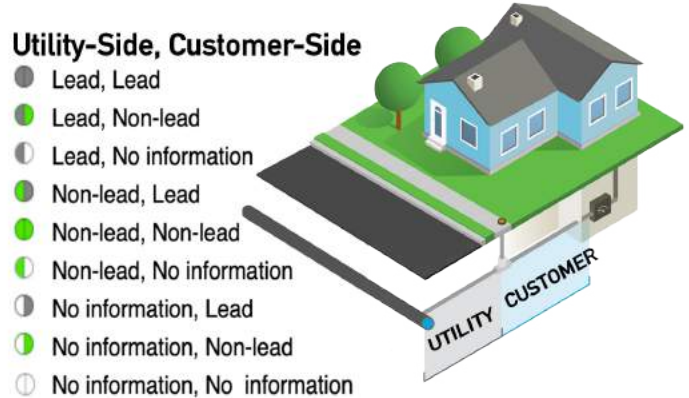 Utility-Side, Customer-Side
Lead, Lead
Lead, Non-lead
Lead, No information
Non-lead, Lead
Non-lead, Non-lead
Non-lead, No information
No information, Lead
No information, Non-lead
No information, No information
UTILITY
CUSTOMER